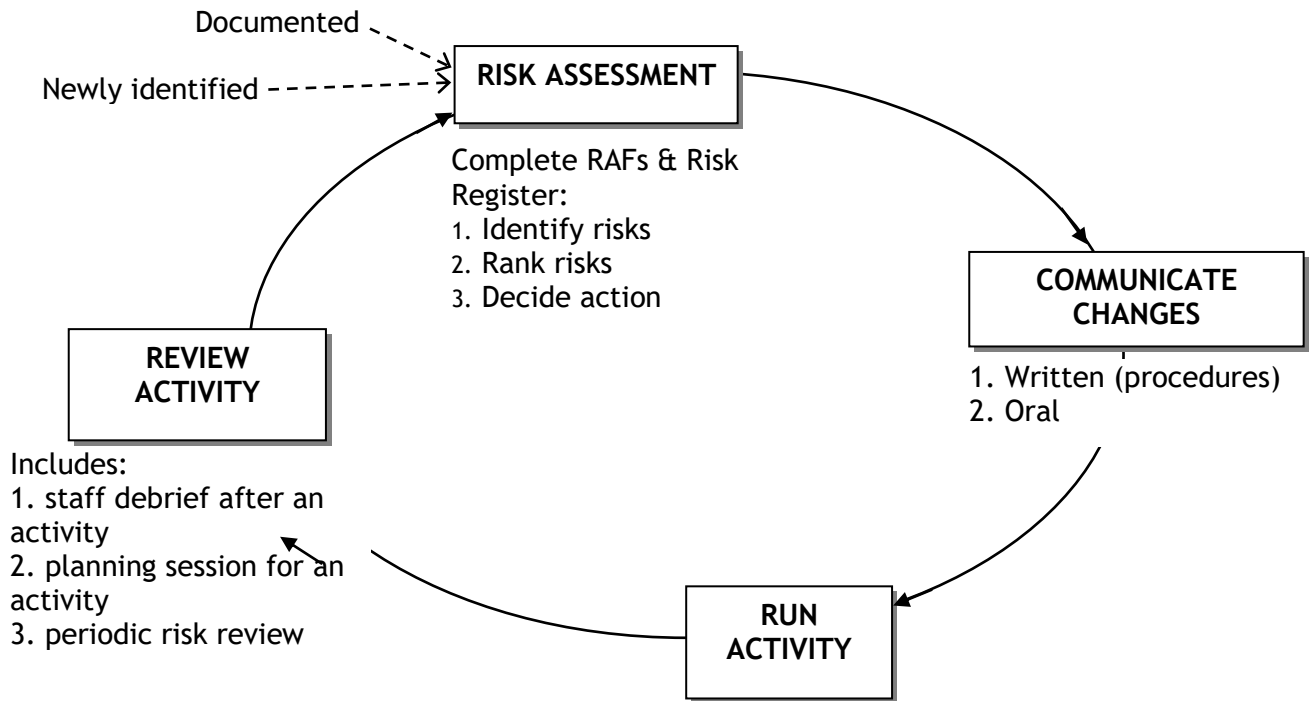 Documented
Newly identified
RISK ASSESSMENT
Complete RAFs & Risk
Register:
1. Identify risks
2. Rank risks
3. Decide action
COMMUNICATE
CHANGES
1. Written (procedures)
2. Oral
RUN
ACTIVITY
REVIEW
ACTIVITY
Includes:
1. staff debrief after an
activity
2. planning session for an
activity
3. periodic risk review